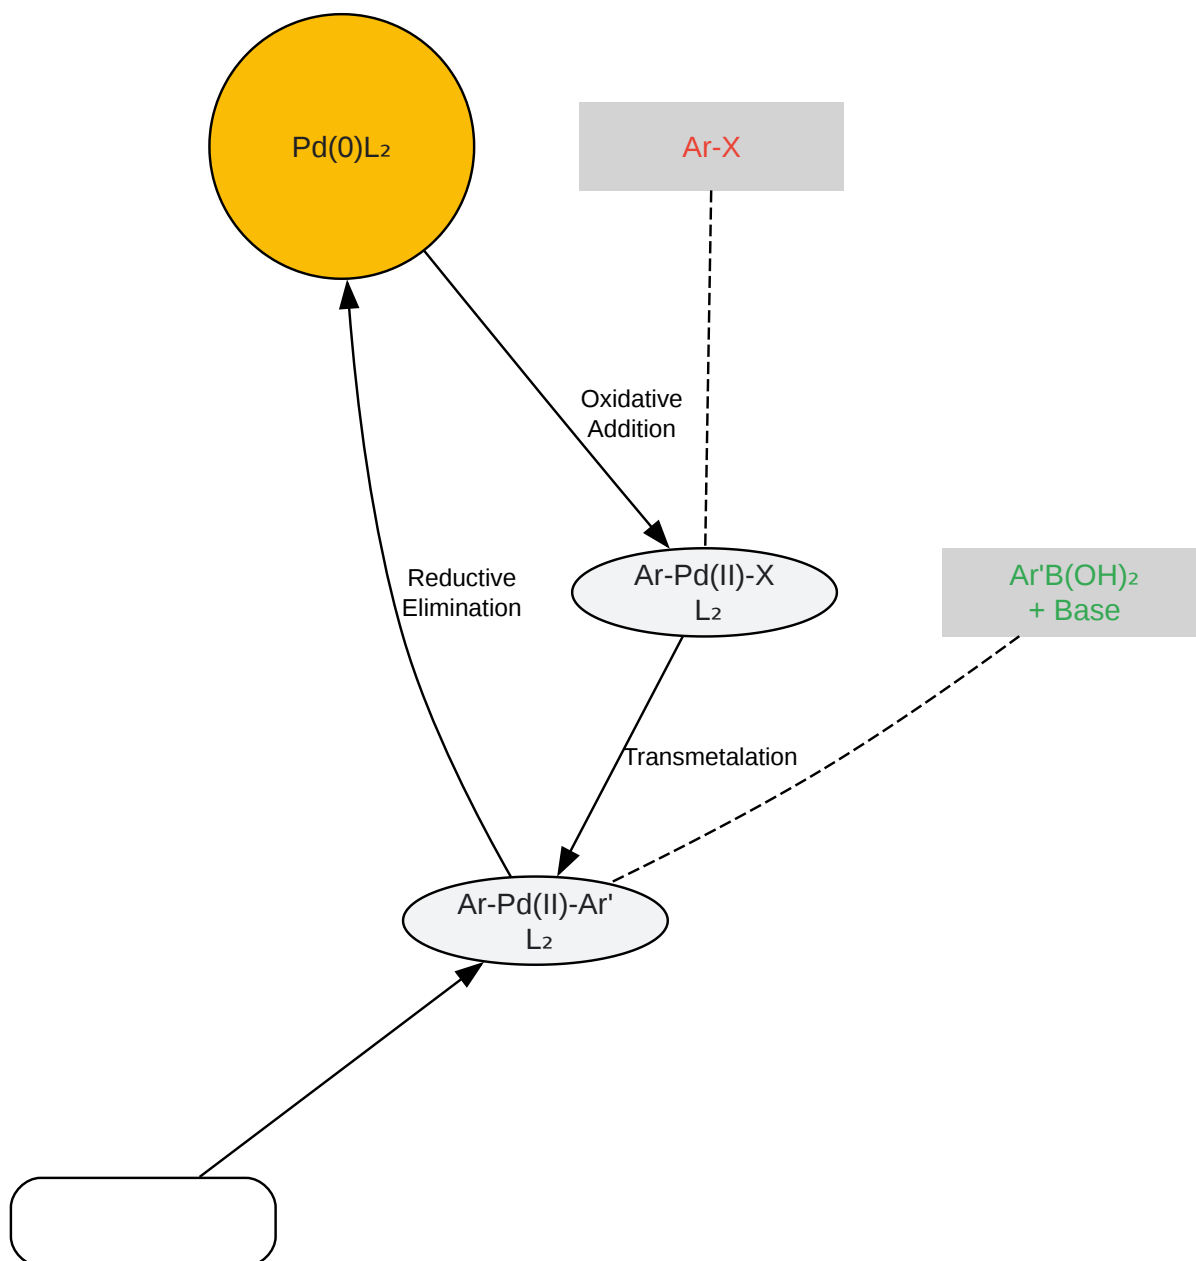 Pd(0)L₂
Ar-X
Oxidative
Addition
Ar-Pd(II)-X
L₂
Ar'B(OH)₂
+ Base
Reductive
Elimination
Transmetalation
Ar-Pd(II)-Ar'
L₂